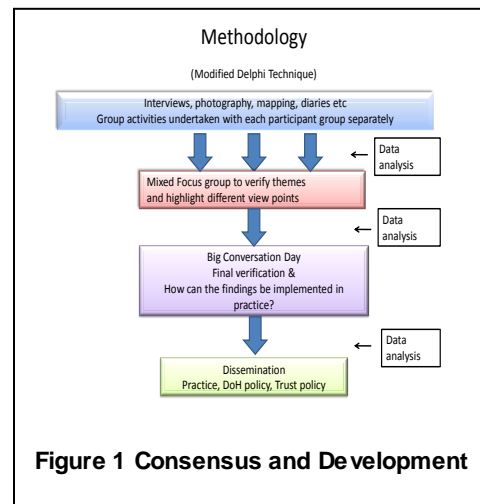 Methodology
(Modified Delphi Technique)
Interviews, photography, mapping, diaries etc
Group activities undertaken with each participant group separately
Data
analysis
Mixed Focus group to verify themes
and highlight different view points
Data
analysis
Big Conversation Day
Final verification &
How can the findings be implemented in
practice?
Data
analysis
Dissemination
Practice, DoH policy, Trust policy
Figure 1 Consensus and Development